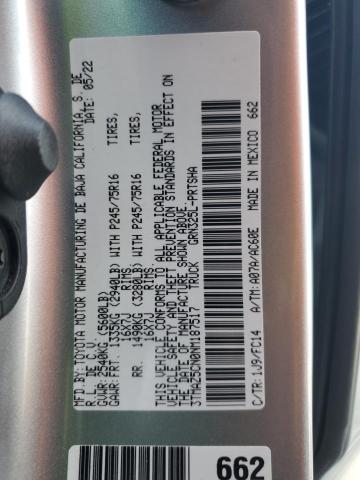 MFD.BY:TOYOTA MOTOR MANUFACTURING DE BAJA CALIFORNIA, S. DE
R.L. DE C.V. 05/22
GVWR: 2540KG (5600LB)
GAWR: FRT. 1335KG (2940LB) WITH P245/75R16 TIRES,
16X7J RIMS,
RR. 1490KG (3280LB) WITH P245/75R16 TIRES,
16X7J RIMS.
THIS VEHICLE CONFORMS TO ALL APPLICABLE FEDERAL MOTOR
VEHICLE SAFETY AND THEFT PREVENTION STANDARDS IN EFFECT ON
THE DATE OF MANUFACTURE SHOWN ABOVE.
3TMAZ5CN0NM187517 TRUCK GRN325L-PRTSHA
C/TR:1J9/FC14 A/TM:A07A/AC60E
MADE IN MEXICO 662
662